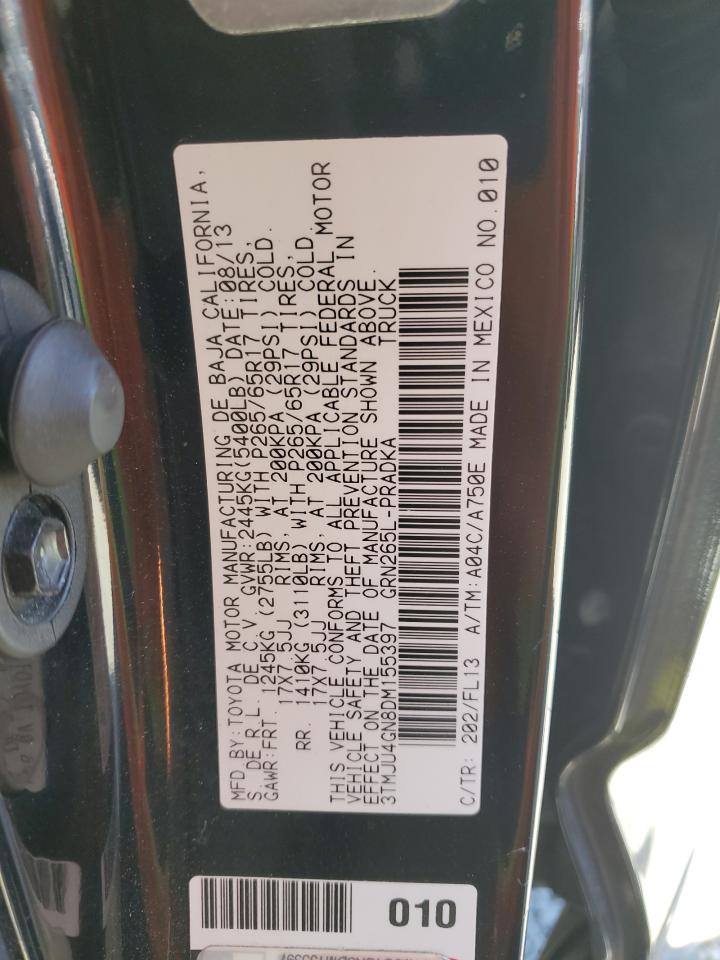 MFD BY:TOYOTA MOTOR MANUFACTURING DE BAJA CALIFORNIA,
S. DE R.L. DE C.V. GVWR:2445KG(5400LB) DATE:08/13
GAWR:FRT. 1245KG (2755LB) WITH P265/65R17 TIRES,
17X7.5JJ RIMS, AT 200KPA (29PSI) COLD.
RR. 1410KG (3110LB) WITH P265/65R17 TIRES,
17X7.5JJ RIMS, AT 200KPA (29PSI) COLD.
THIS VEHICLE CONFORMS TO ALL APPLICABLE FEDERAL MOTOR
VEHICLE SAFETY AND THEFT PREVENTION STANDARDS IN
EFFECT ON THE DATE OF MANUFACTURE SHOWN ABOVE.
3TMJU4GN8DM155397 GRN265L-PRADKA TRUCK
C/TR: 202/FL13 A/TM:A04C/A750E MADE IN MEXICO NO.010
010